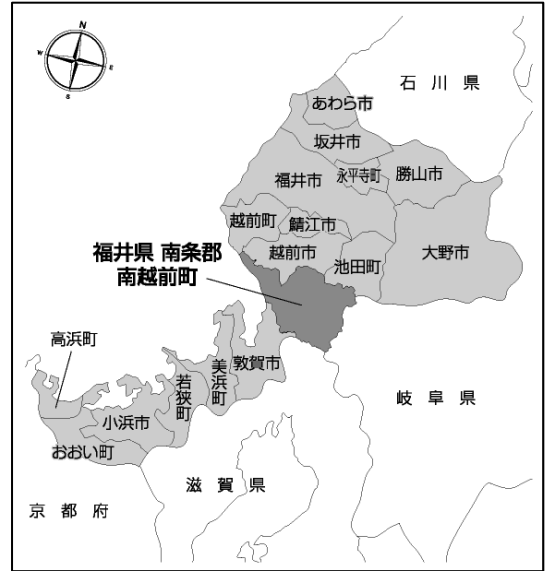 N
W
E
S
石川県
あわら市
坂井市
福井市
永平寺町
勝山市
越前町
鯖江市
大野市
越前市
池田町
福井県 南条郡
南越前町
高浜町
敦賀市
美浜町
若狭町
小浜市
おおい町
岐阜県
滋賀県
京都府